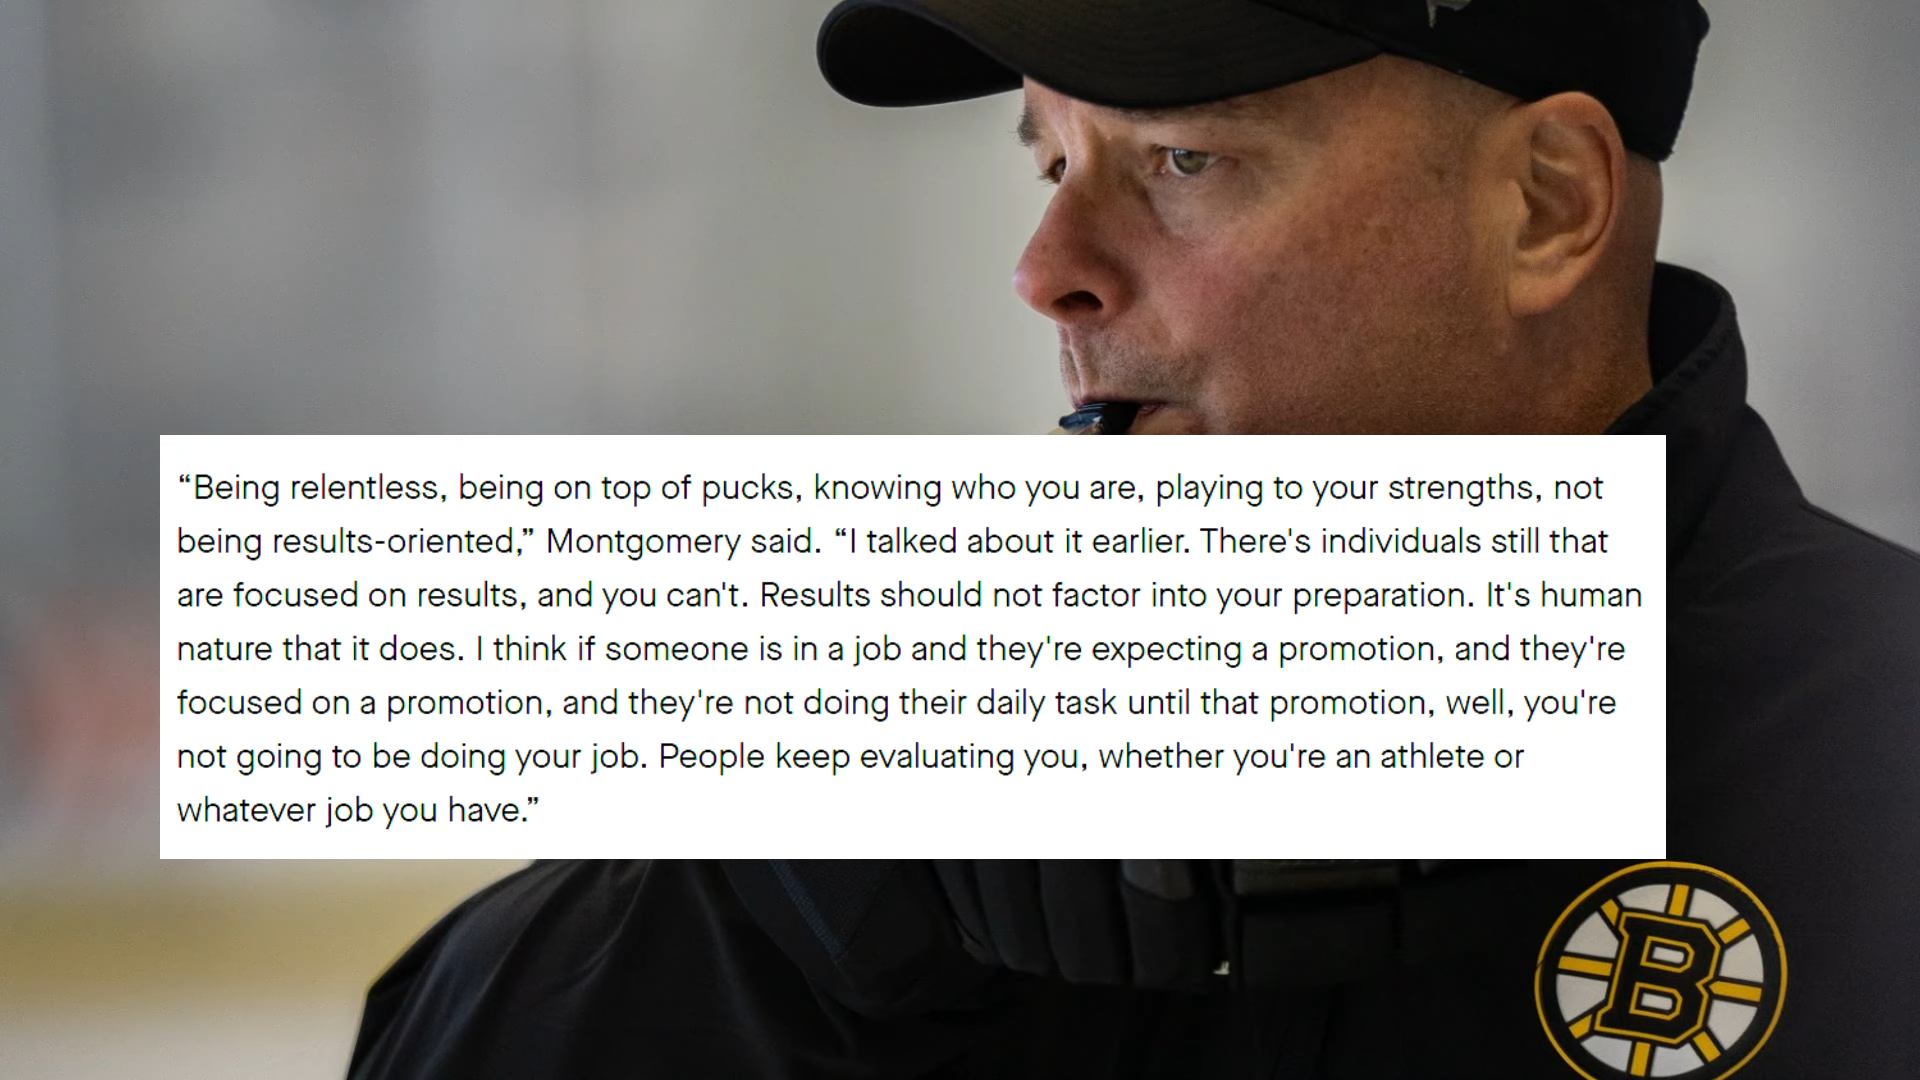 “Being relentless, being on top of pucks, knowing who you are, playing to your strengths, not
being results-oriented,” Montgomery said. “I talked about it earlier. There's individuals still that
are focused on results, and you can't. Results should not factor into your preparation. It's human
nature that it does. I think if someone is in a job and they're expecting a promotion, and they're
focused on a promotion, and they're not doing their daily task until that promotion, well, you're
not going to be doing your job. People keep evaluating you, whether you're an athlete or
whatever job you have.”
B